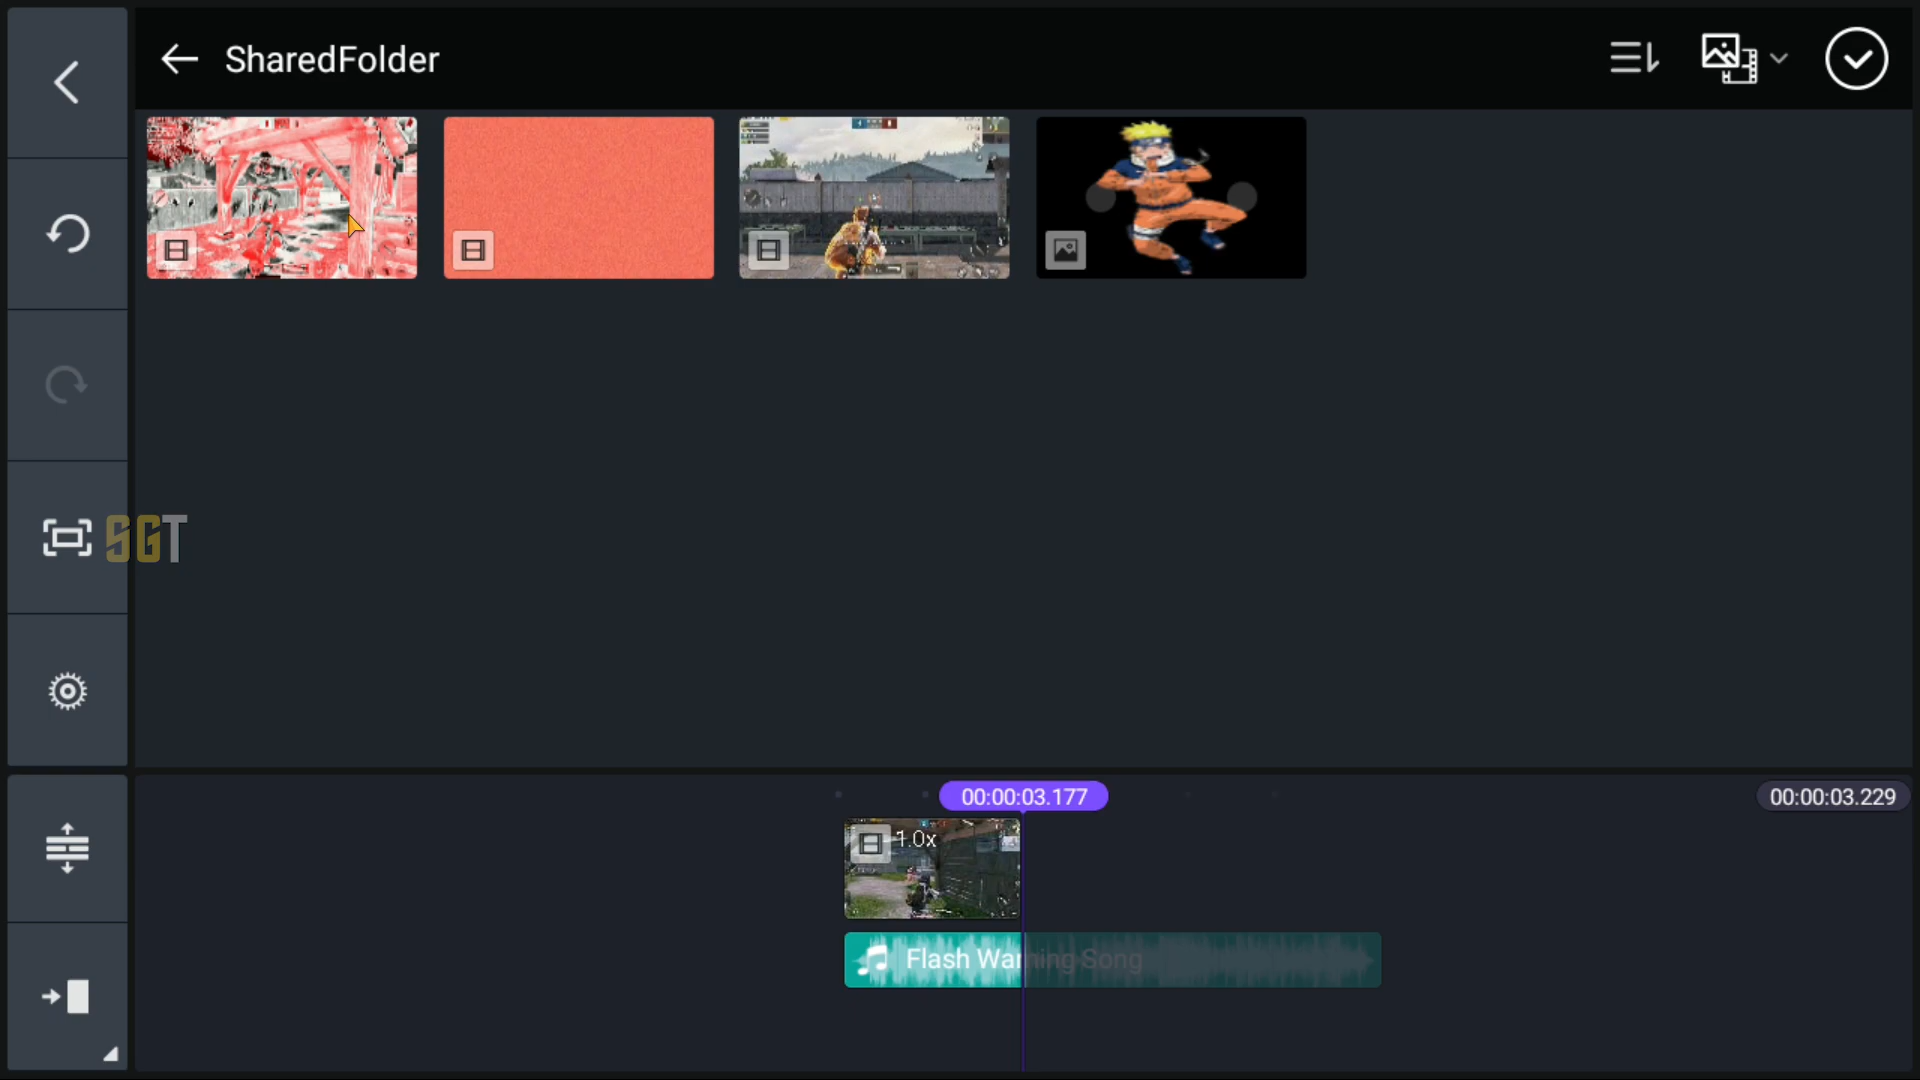 SharedFolder
SGT
00:00:03.177
00:00:03.229
1.0x
Flash Warning Song